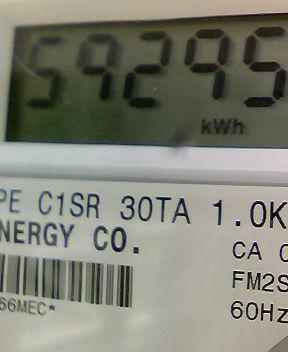 59295
kWh
PE C1SR 30TA 1.0K
NERGY CO.
CA
FM2S
60Hz
66MEC*